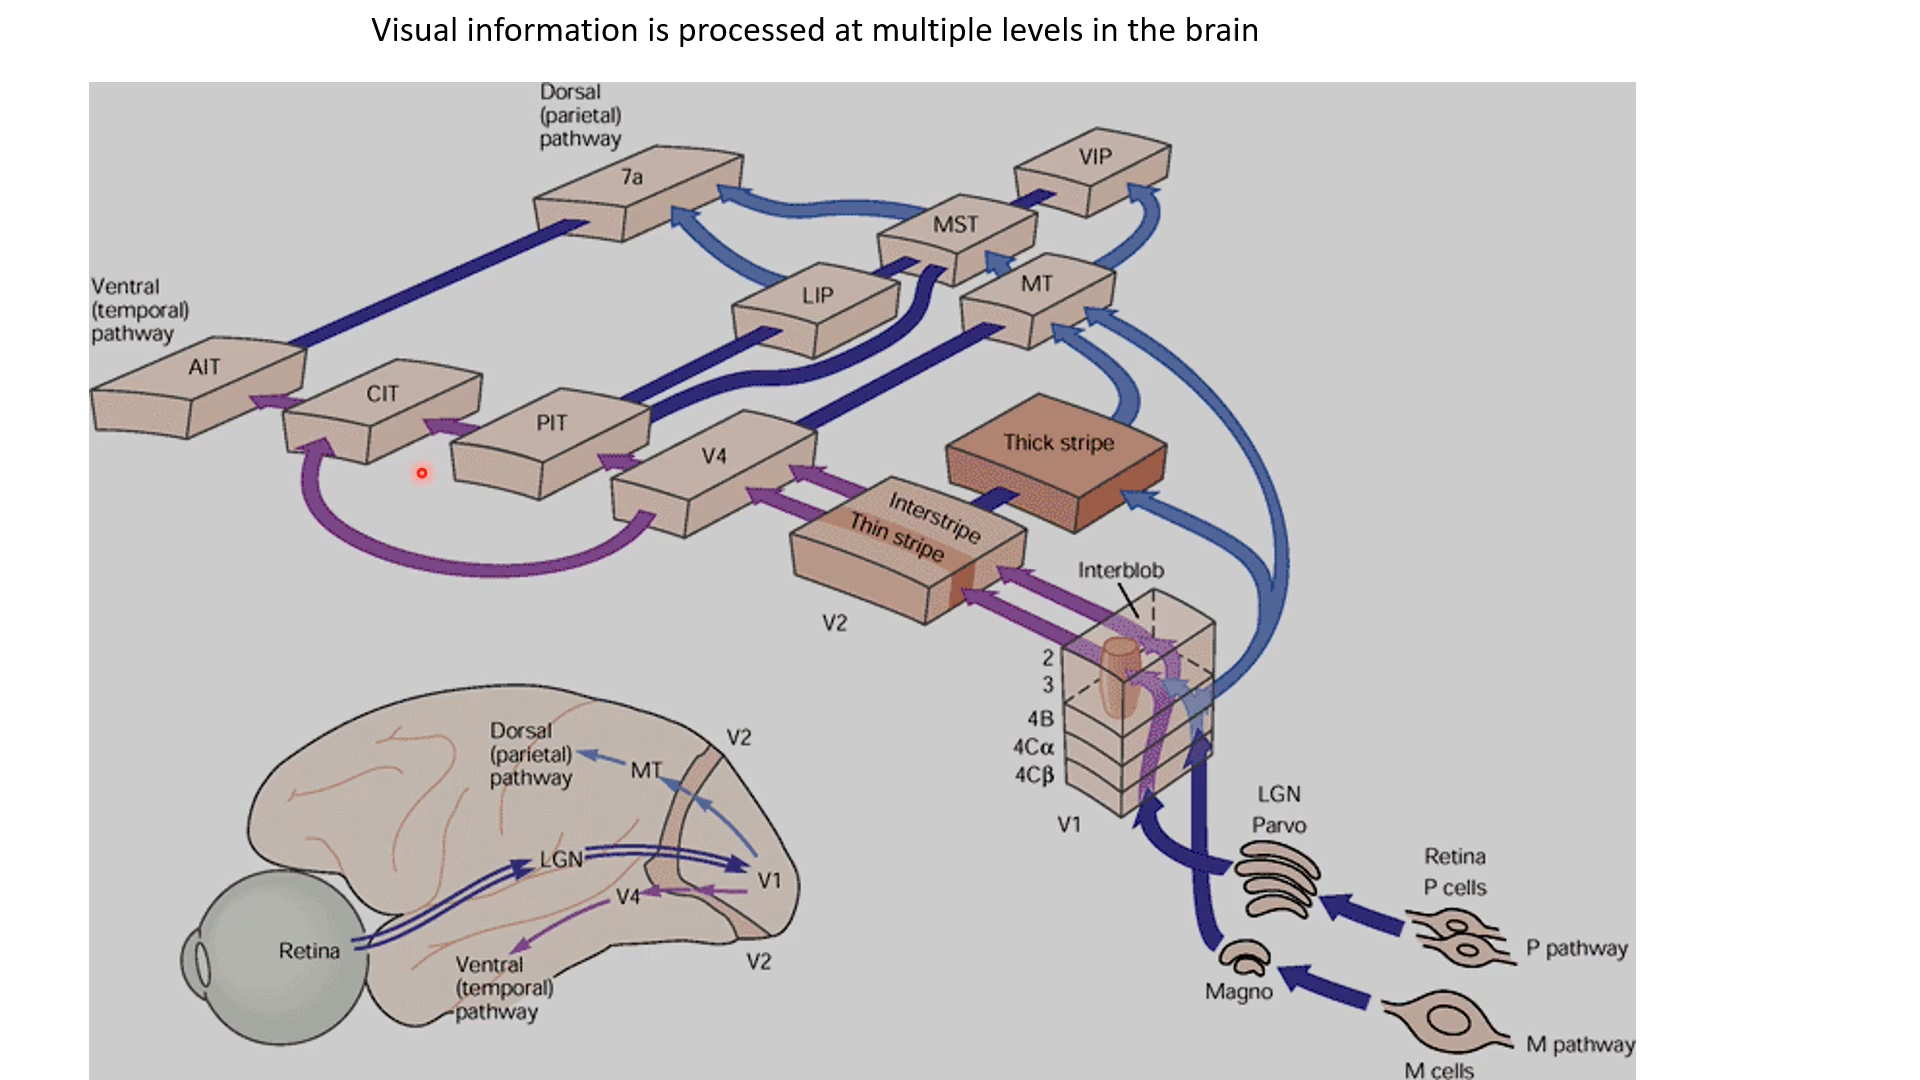 Visual information is processed at multiple levels in the brain
Dorsal
(parietal)
pathway
VIP
7a
MST
MT
LIP
Ventral
(temporal)
pathway
AIT
CIT
PIT
V4
Thick stripe
Interstripe
Thin stripe
V2
Interblob
2
3
4B
4Cα
4Cβ
V1
LGN
Parvo
Retina
P cells
P pathway
Magno
M pathway
M cells
Dorsal
(parietal)
pathway
MT
V2
LGN
V1
V4
Retina
Ventral
(temporal)
pathway
V2